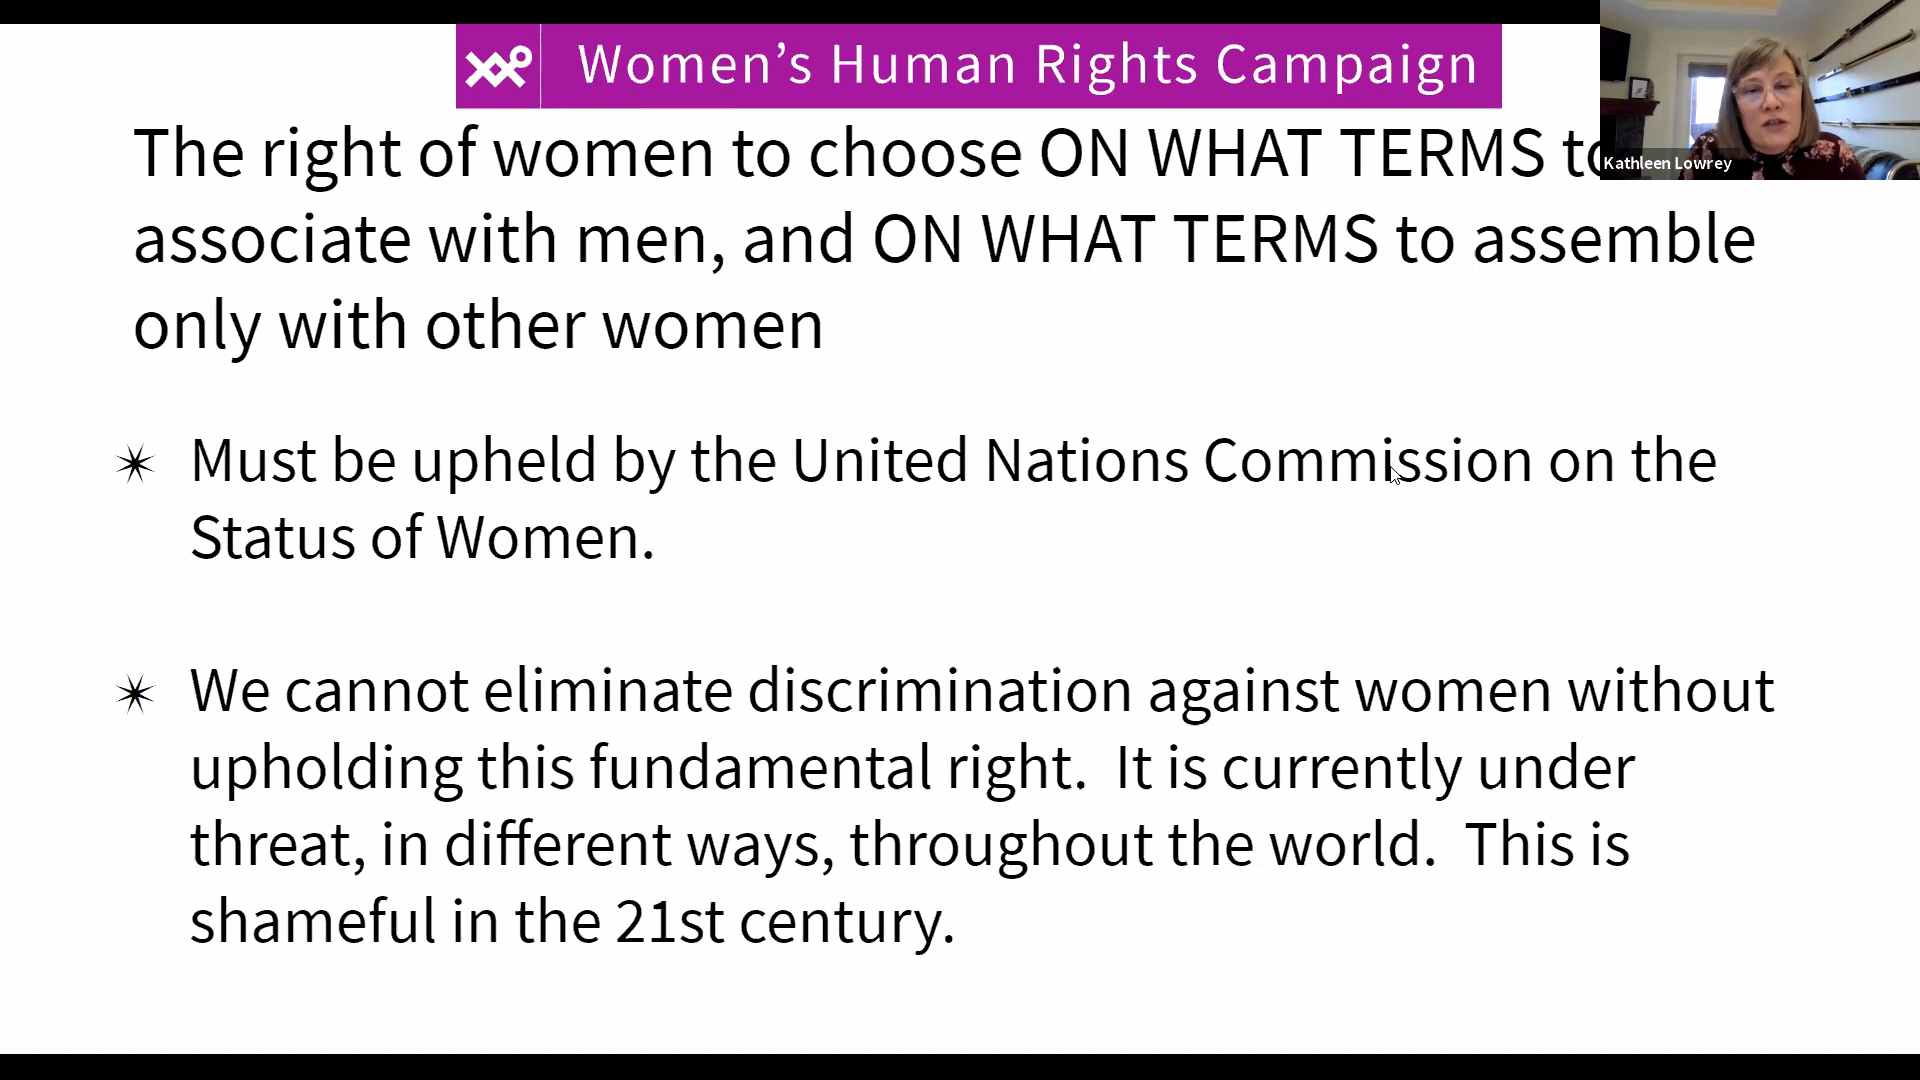 Women’s Human Rights Campaign
The right of women to choose ON WHAT TERMS to
associate with men, and ON WHAT TERMS to assemble
only with other women
Must be upheld by the United Nations Commission on the
Status of Women.
We cannot eliminate discrimination against women without
upholding this fundamental right.  It is currently under
threat, in different ways, throughout the world.  This is
shameful in the 21st century.
Kathleen Lowrey